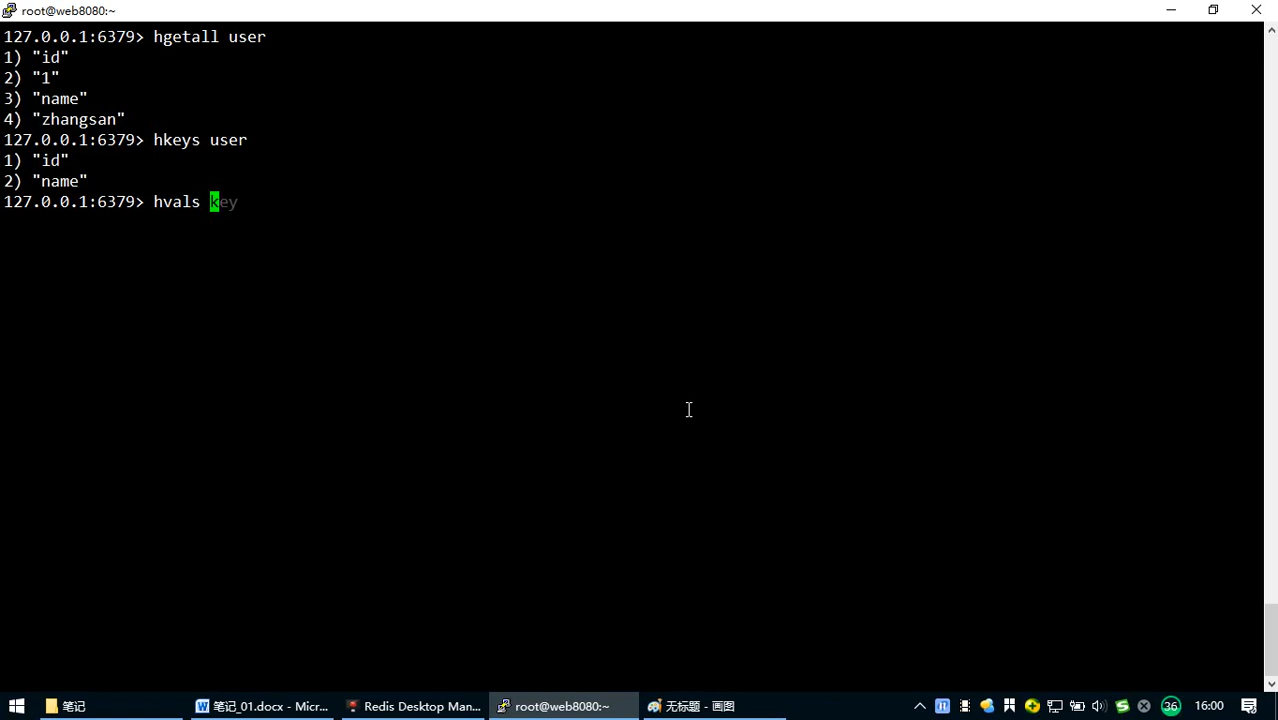 root@web8080:~
127.0.0.1:6379> hgetall user
1) "id"
2) "1"
3) "name"
4) "zhangsan"
127.0.0.1:6379> hkeys user
1) "id"
2) "name"
127.0.0.1:6379> hvals key
笔记
笔记_01.docx - Micr...
Redis Desktop Man...
root@web8080:~
无标题 - 画图
36
16:00